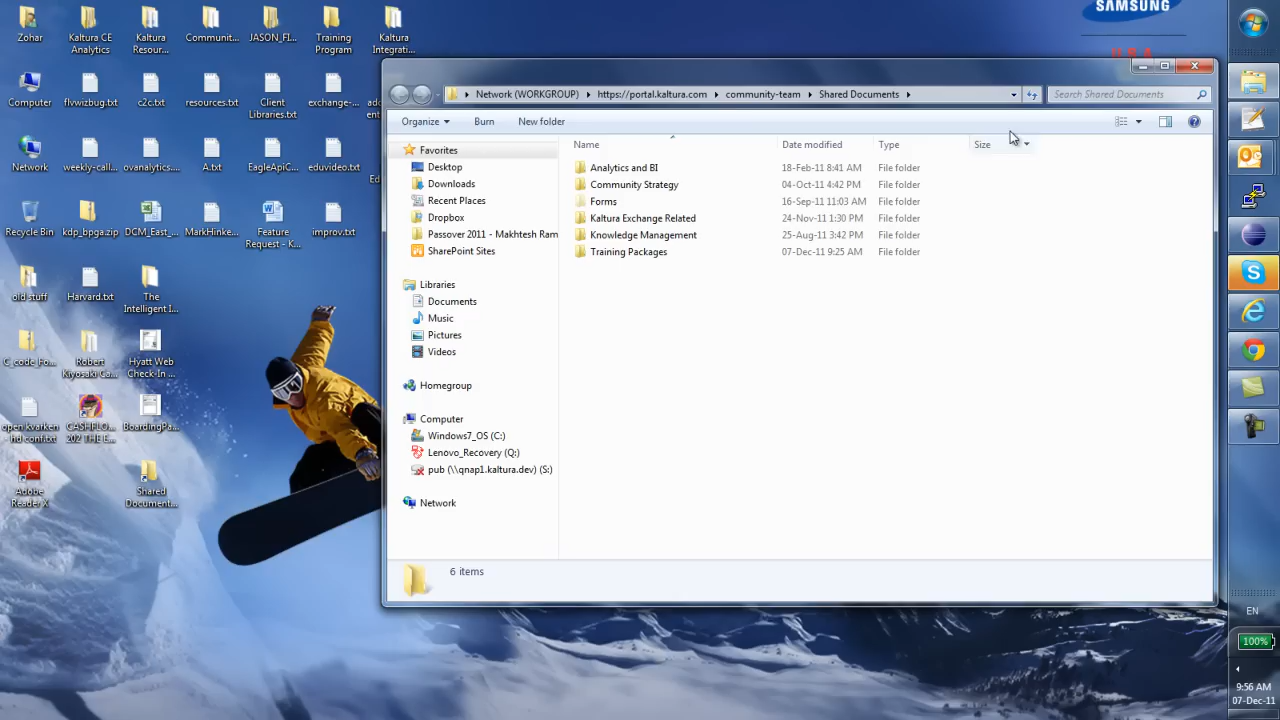 SAMSUNG
Zohar
Kaltura CE
Analytics
Kaltura
Resour...
Communit...
JASON_FI...
Training
Program
Kaltura
Integrati...
Computer
flvwizbug.txt
c2c.txt
resources.txt
Client
Libraries.txt
exchange-...
Network
weekly-call...
ovanalytics...
A.txt
EagleApiC...
eduvideo.txt
Recycle Bin
kdp_bpga.zip
DCM_East_...
MarkHinke...
Feature
Request - K...
improv.txt
old stuff
Harvard.txt
The
Intelligent I...
C_code_Fo...
Robert
Kiyosaki Ca...
Hyatt Web
Check-In ...
open.kvarken-
hd-conf.txt
CASHFLO...
202 THE E...
BoardingPa...
Adobe
Reader X
Shared
Document...
Network (WORKGROUP)
https://portal.kaltura.com
community-team
Shared Documents
Search Shared Documents
Organize
Burn
New folder
Favorites
Desktop
Downloads
Recent Places
Dropbox
Passover 2011 - Makhtesh Ram
SharePoint Sites
Libraries
Documents
Music
Pictures
Videos
Homegroup
Computer
Windows7_OS (C:)
Lenovo_Recovery (Q:)
pub (\\qnap1.kaltura.dev) (S:)
Network
Name Date modified Type Size
Analytics and BI 18-Feb-11 8:41 AM File folder
Community Strategy 04-Oct-11 4:42 PM File folder
Forms 16-Sep-11 11:03 AM File folder
Kaltura Exchange Related 24-Nov-11 1:30 PM File folder
Knowledge Management 25-Aug-11 3:42 PM File folder
Training Packages 07-Dec-11 9:25 AM File folder
6 items
EN
100%
9:56 AM
07-Dec-11